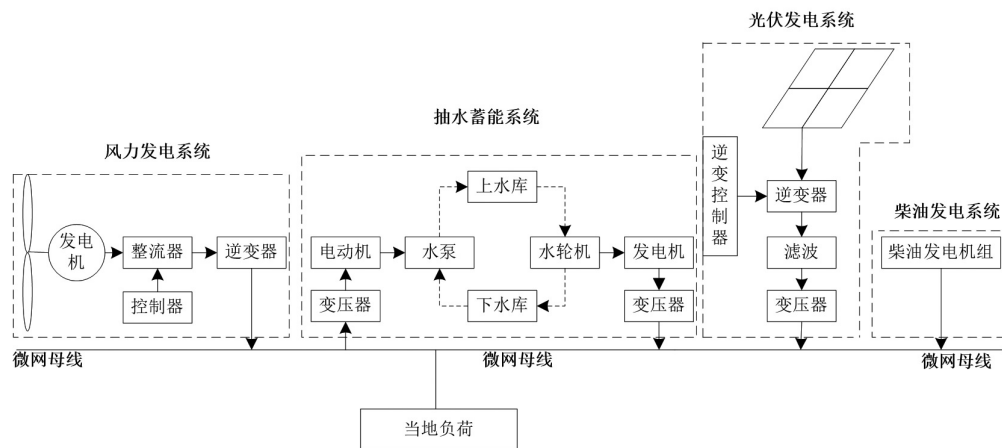 光伏发电系统
抽水蓄能系统
风力发电系统
柴油发电系统
发电
机
整流器
逆变器
控制器
电动机
水泵
上水库
下水库
水轮机
发电机
变压器
变压器
逆
变
控
制
器
逆变器
滤波
变压器
柴油发电机组
微网母线
微网母线
微网母线
当地负荷